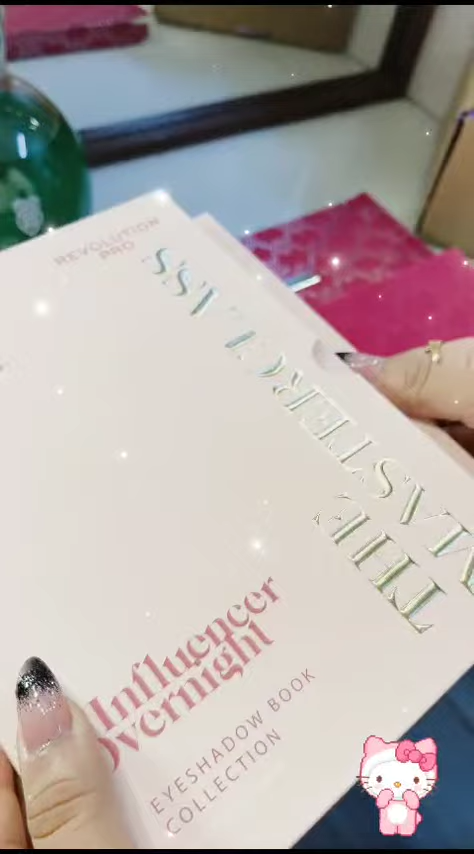 REVOLUTION
PRO
THE
MASTERCLASS
Influencer
Overnight
EYESHADOW BOOK
COLLECTION